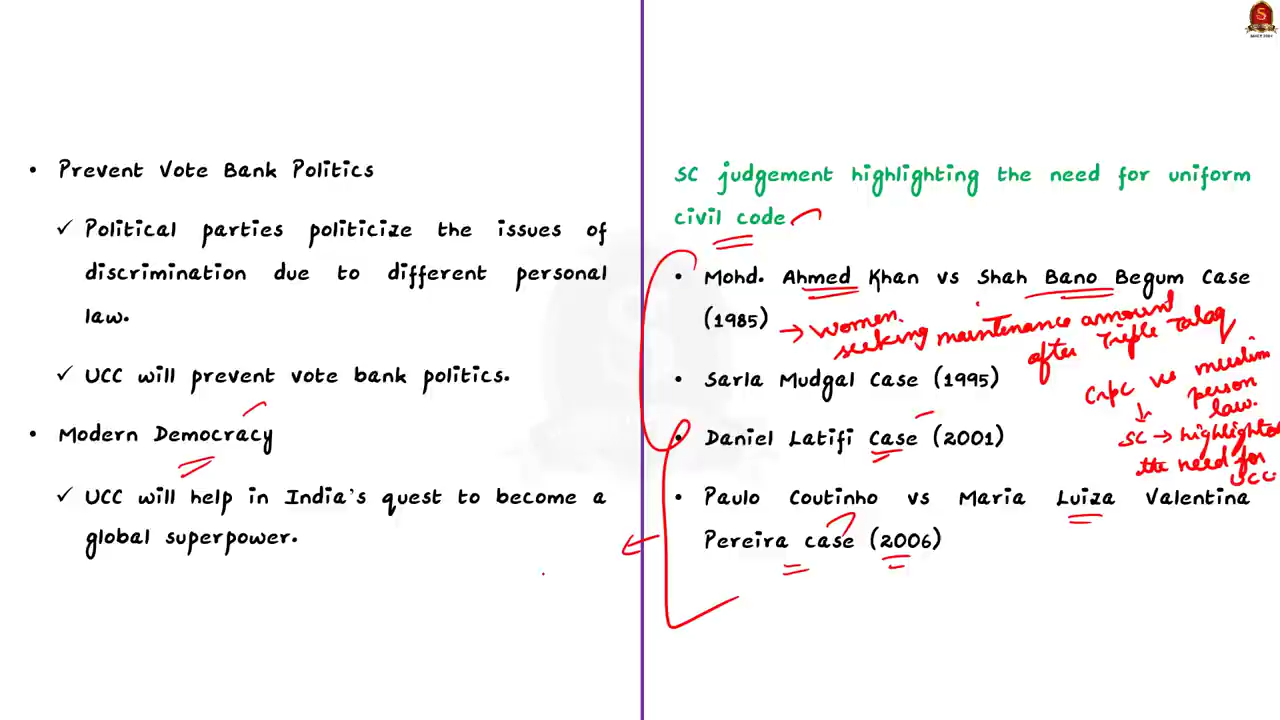 • Prevent Vote Bank Politics
✓ Political parties politicize the issues of
discrimination due to different personal
law.
✓ UCC will prevent vote bank politics.
• Modern Democracy
✓ UCC will help in India's quest to become a
global superpower.
SC judgement highlighting the need for uniform
civil code
• Mohd. Ahmed Khan vs Shah Bano Begum Case
(1985)
→ Women.
seeking maintenance amount
after Triple Talaq
• Sarla Mudgal Case (1995)
CrPC vs muslim
person
law.
SC → highlighted
the need for
UCC
• Daniel Latifi Case (2001)
• Paulo Coutinho vs Maria Luiza Valentina
Pereira case (2006)